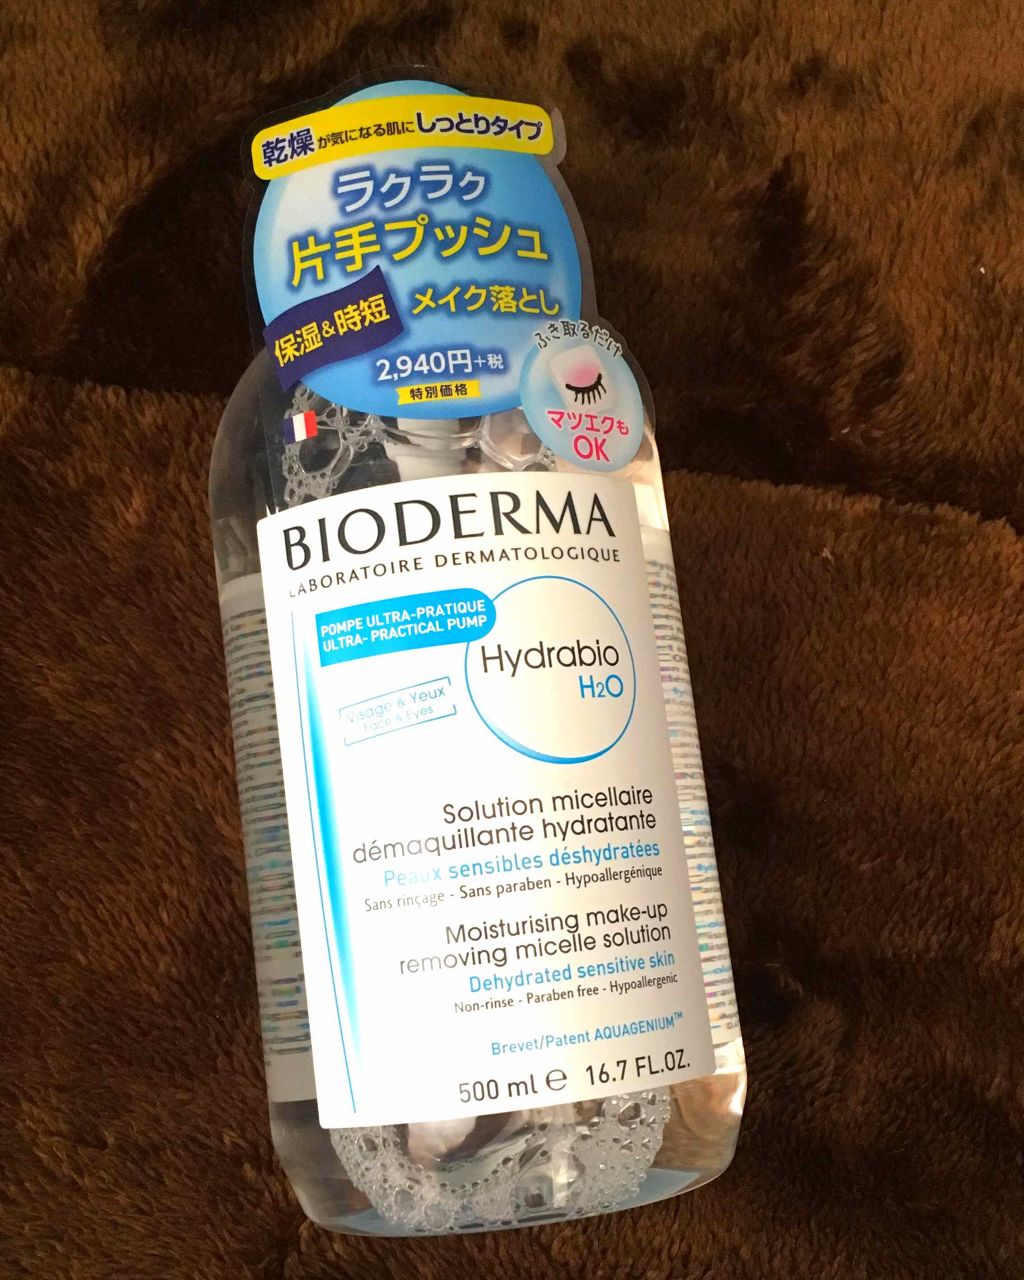 乾燥が気になる肌にしっとりタイプ
ラクラク
片手プッシュ
メイク落とし
保湿&時短
2,940円+税
特別価格
ふき取るだけ
マツエクも
OK
BIODERMA
LABORATOIRE DERMATOLOGIQUE
POMPE ULTRA-PRATIQUE
ULTRA- PRACTICAL PUMP
Hydrabio
H2O
Visage & Yeux
Face & Eyes
Solution micellaire
démaquillante hydratante
Peaux sensibles déshydratées
Sans rinçage - Sans paraben - Hypoallergénique
Moisturising make-up
removing micelle solution
Dehydrated sensitive skin
Non-rinse - Paraben free - Hypoallergenic
Brevet/Patent AQUAGENIUM™
500 ml ℮ 16.7 FL.OZ.